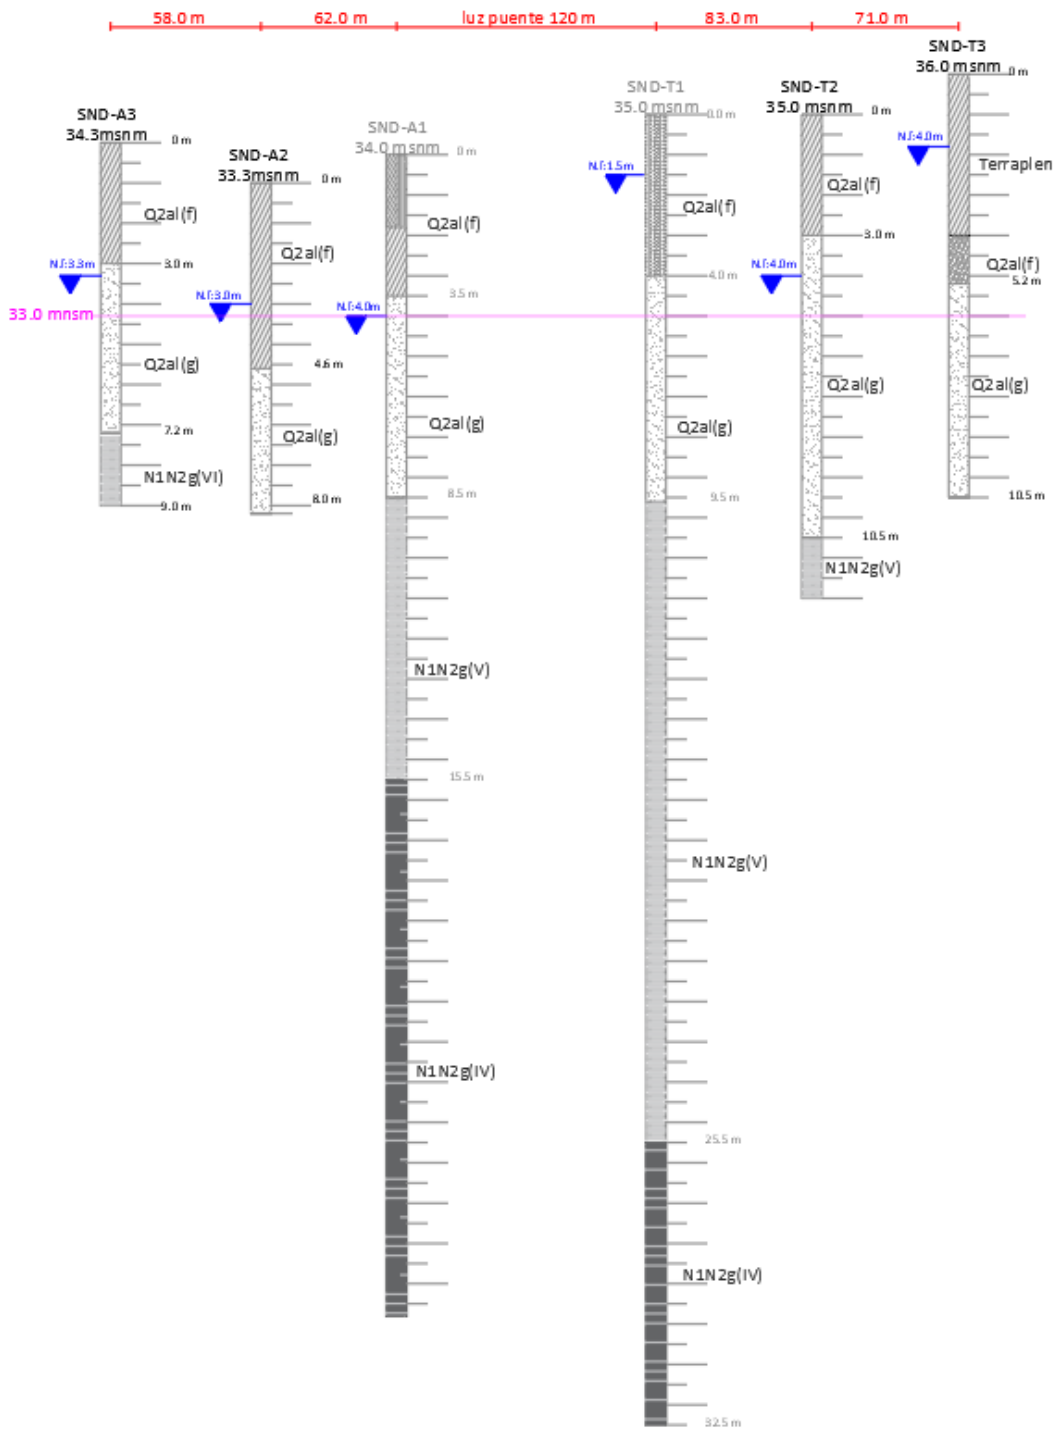 58.0 m 62.0 m luz puente 120 m 83.0 m 71.0 m
SND-A3
34.3msnm
0 m
Q2al(f)
N.f:3.3m
3.0 m
33.0 mnsm
Q2al(g)
7.2 m
N1N2g(VI)
9.0 m
SND-A2
33.3msnm
0 m
Q2al(f)
N.f:3.0m
4.6 m
Q2al(g)
8.0 m
SND-A1
34.0 msnm
0 m
Q2al(f)
3.5 m
N.f:4.0m
Q2al(g)
8.5 m
N1N2g(V)
15.5 m
N1N2g(IV)
SND-T1
35.0 msnm
0.0 m
N.f:1.5m
Q2al(f)
4.0 m
Q2al(g)
9.5 m
N1N2g(V)
25.5 m
N1N2g(IV)
32.5 m
SND-T2
35.0 msnm
0 m
Q2al(f)
3.0 m
N.f:4.0m
Q2al(g)
10.5 m
N1N2g(V)
SND-T3
36.0 msnm
0 m
N.f:4.0m
Terraplen
Q2al(f)
5.2 m
Q2al(g)
10.5 m